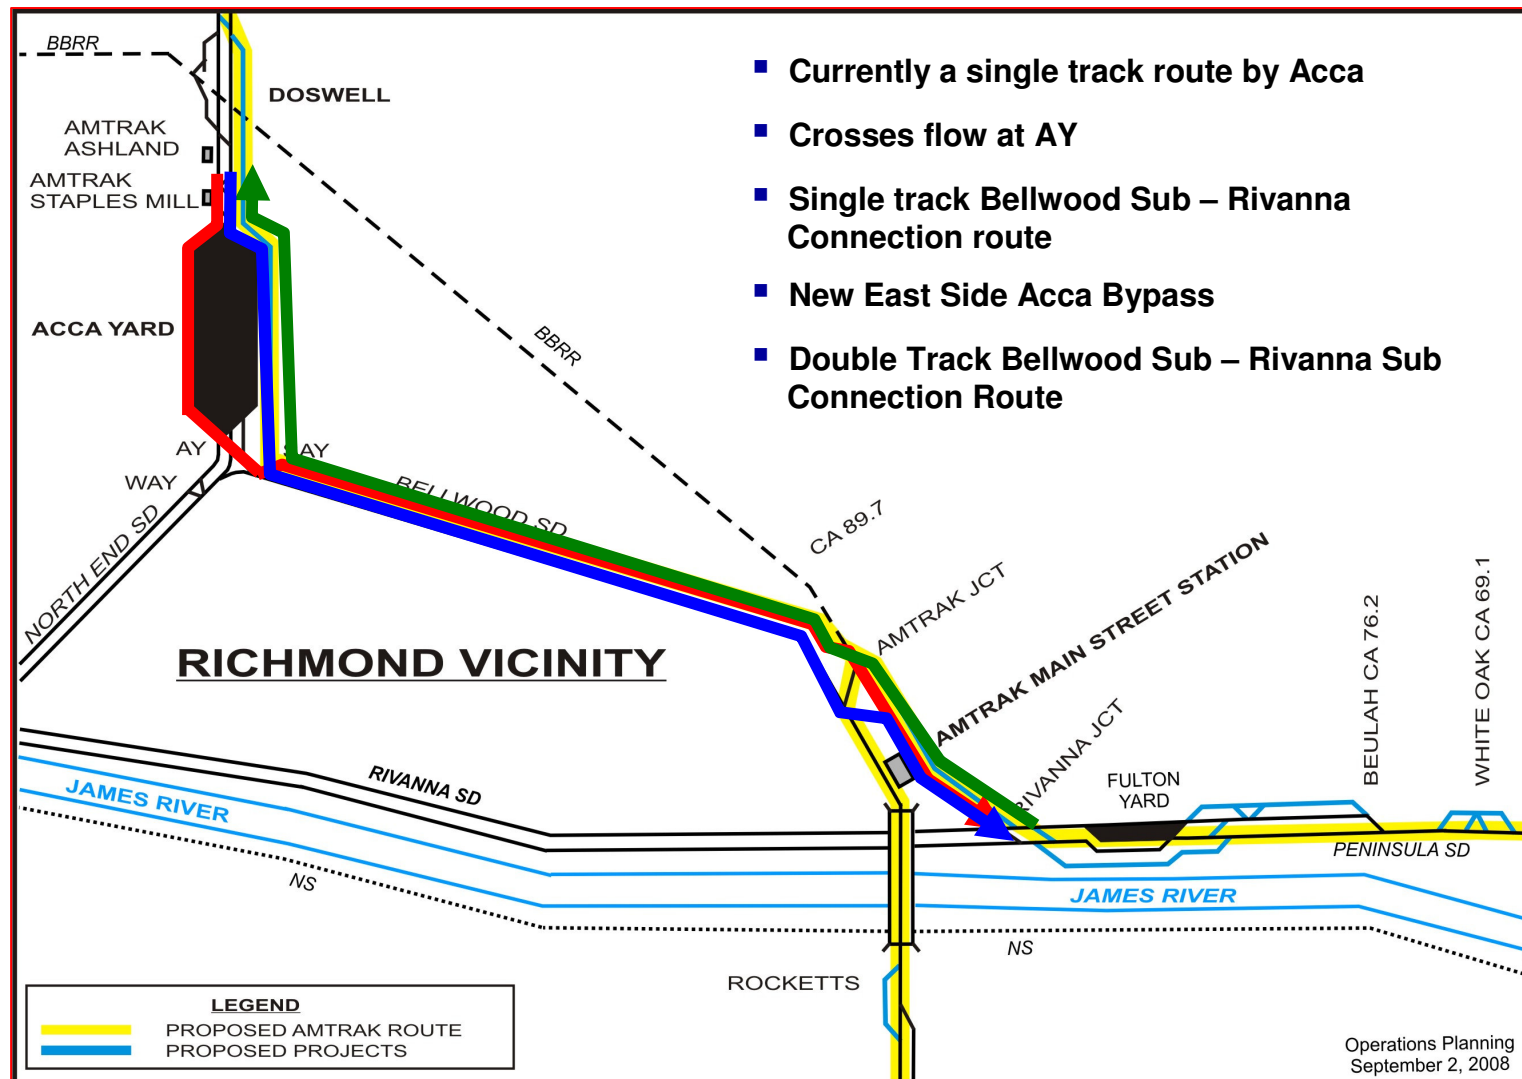 BBRR
DOSWELL
AMTRAK
ASHLAND
AMTRAK
STAPLES MILL
ACCA YARD
AY
SAY
WAY
NORTH END SD
BELLWOOD SD
BBRR
▪ Currently a single track route by Acca
▪ Crosses flow at AY
▪ Single track Bellwood Sub – Rivanna
Connection route
▪ New East Side Acca Bypass
▪ Double Track Bellwood Sub – Rivanna Sub
Connection Route
CA 89.7
AMTRAK JCT
AMTRAK MAIN STREET STATION
RIVANNA JCT
BEULAH CA 76.2
WHITE OAK CA 69.1
RICHMOND VICINITY
FULTON
YARD
PENINSULA SD
RIVANNA SD
JAMES RIVER
NS
JAMES RIVER
NS
ROCKETTS
LEGEND
PROPOSED AMTRAK ROUTE
PROPOSED PROJECTS
Operations Planning
September 2, 2008